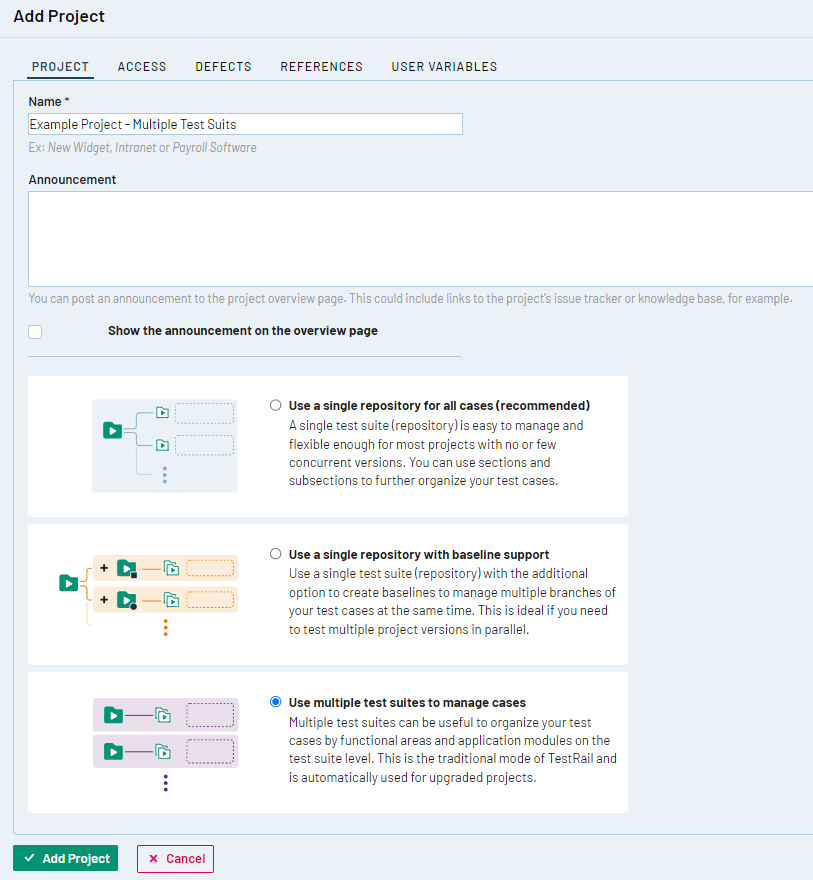 Add Project
PROJECT ACCESS DEFECTS REFERENCES USER VARIABLES
Name *
Example Project - Multiple Test Suits
Ex: New Widget, Intranet or Payroll Software
Announcement
You can post an announcement to the project overview page. This could include links to the project's issue tracker or knowledge base, for example.
Show the announcement on the overview page
Use a single repository for all cases (recommended)
A single test suite (repository) is easy to manage and
flexible enough for most projects with no or few
concurrent versions. You can use sections and
subsections to further organize your test cases.
Use a single repository with baseline support
Use a single test suite (repository) with the additional
option to create baselines to manage multiple branches of
your test cases at the same time. This is ideal if you need
to test multiple project versions in parallel.
Use multiple test suites to manage cases
Multiple test suites can be useful to organize your test
cases by functional areas and application modules on the
test suite level. This is the traditional mode of TestRail and
is automatically used for upgraded projects.
Add Project Cancel